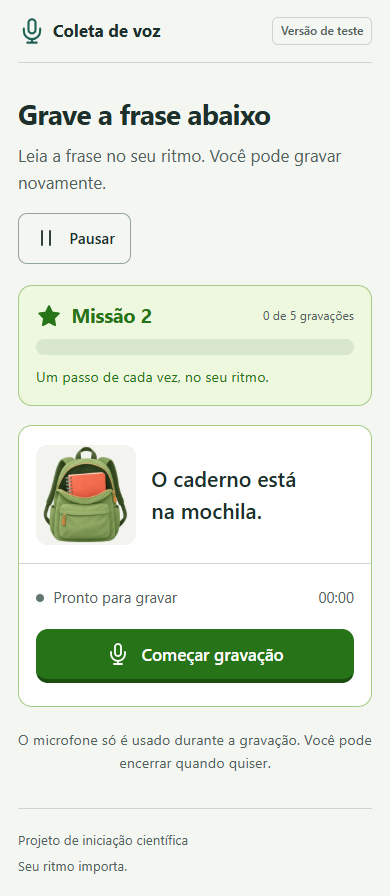 Coleta de voz
Versão de teste
Grave a frase abaixo
Leia a frase no seu ritmo. Você pode gravar
novamente.
Pausar
Missão 2
0 de 5 gravações
Um passo de cada vez, no seu ritmo.
O caderno está
na mochila.
Pronto para gravar
00:00
Começar gravação
O microfone só é usado durante a gravação. Você pode
encerrar quando quiser.
Projeto de iniciação científica
Seu ritmo importa.